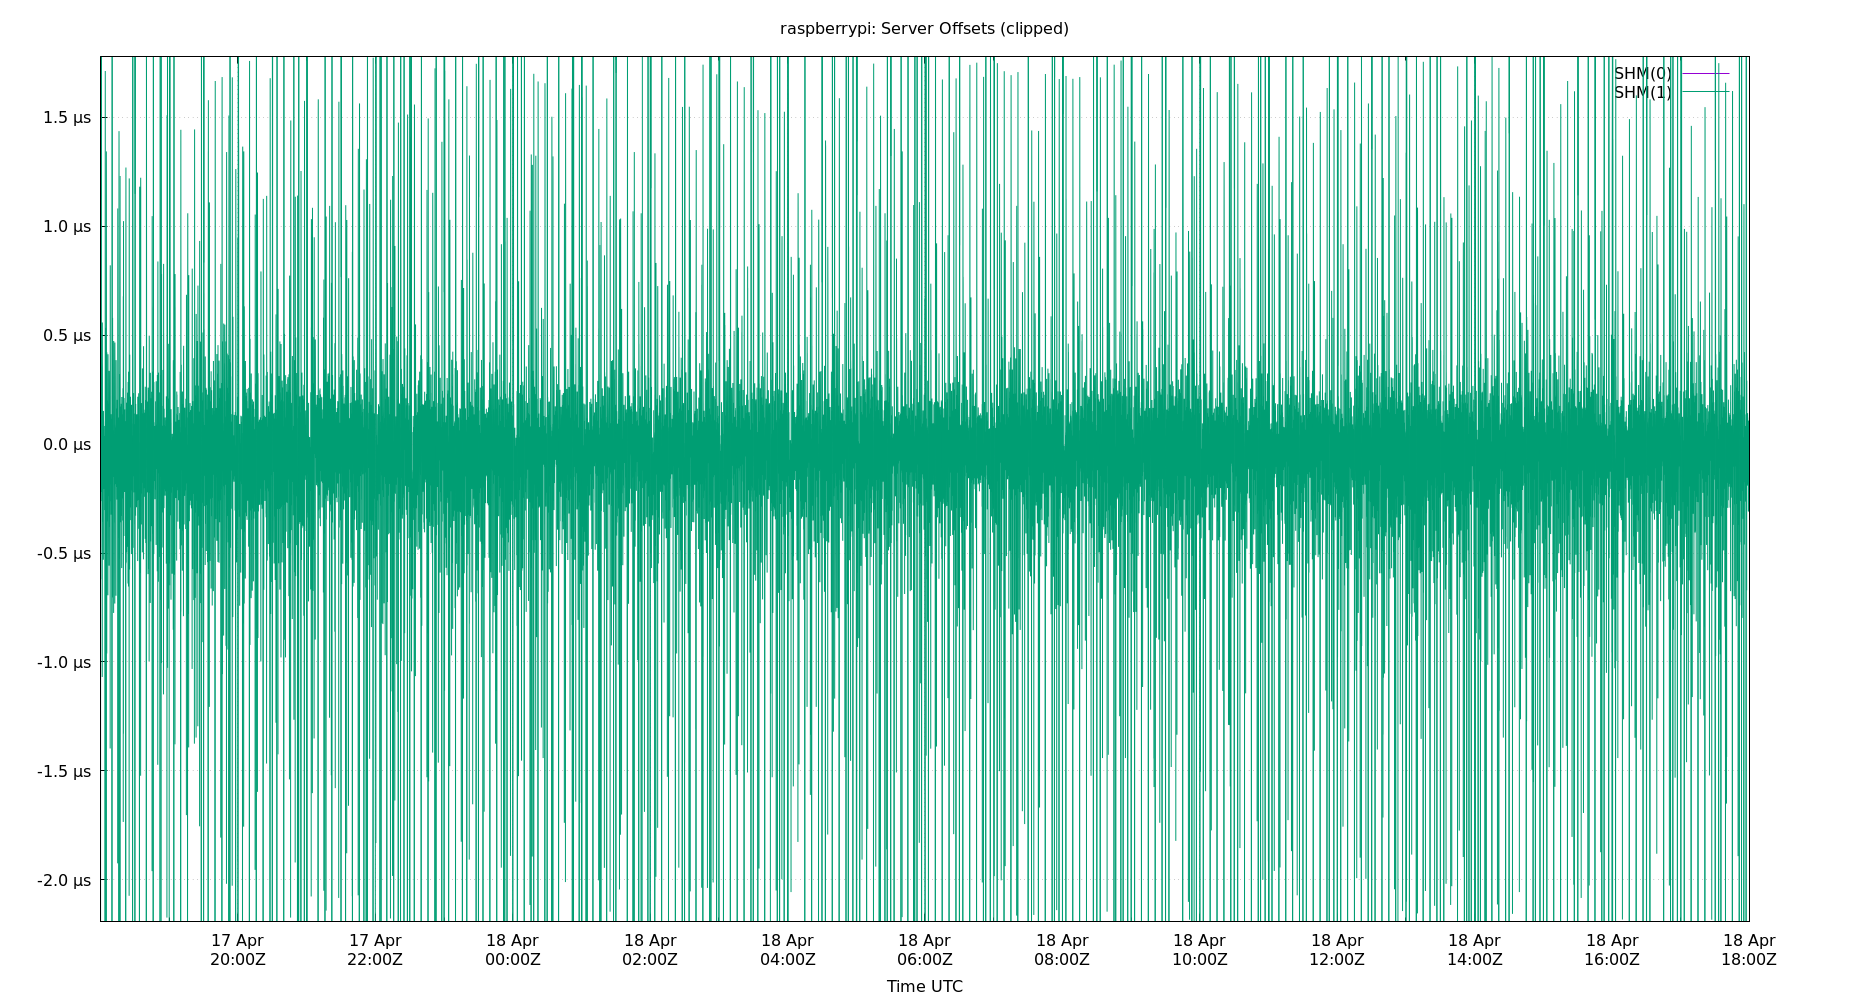 raspberrypi: Server Offsets (clipped)
SHM(0)
SHM(1)
1.5 µs
1.0 µs
0.5 µs
0.0 µs
-0.5 µs
-1.0 µs
-1.5 µs
-2.0 µs
17 Apr 17 Apr 18 Apr 18 Apr 18 Apr 18 Apr 18 Apr 18 Apr 18 Apr 18 Apr 18 Apr 18 Apr
20:00Z 22:00Z 00:00Z 02:00Z 04:00Z 06:00Z 08:00Z 10:00Z 12:00Z 14:00Z 16:00Z 18:00Z
Time UTC